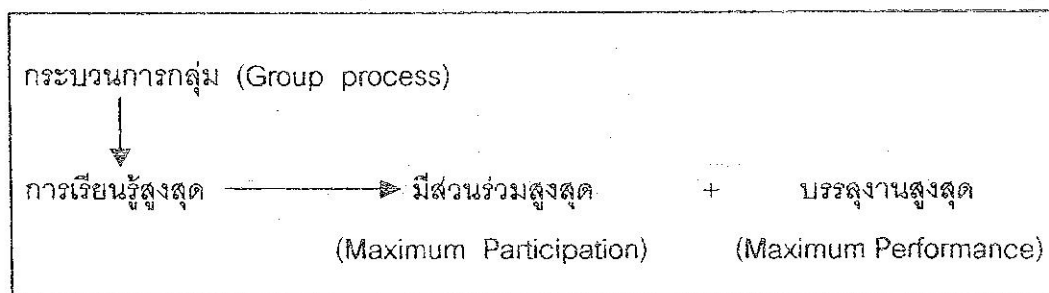 กระบวนการกลุ่ม (Group process)
การเรียนรู้สูงสุด มีส่วนร่วมสูงสุด + บรรลุงานสูงสุด
(Maximum Participation) (Maximum Performance)